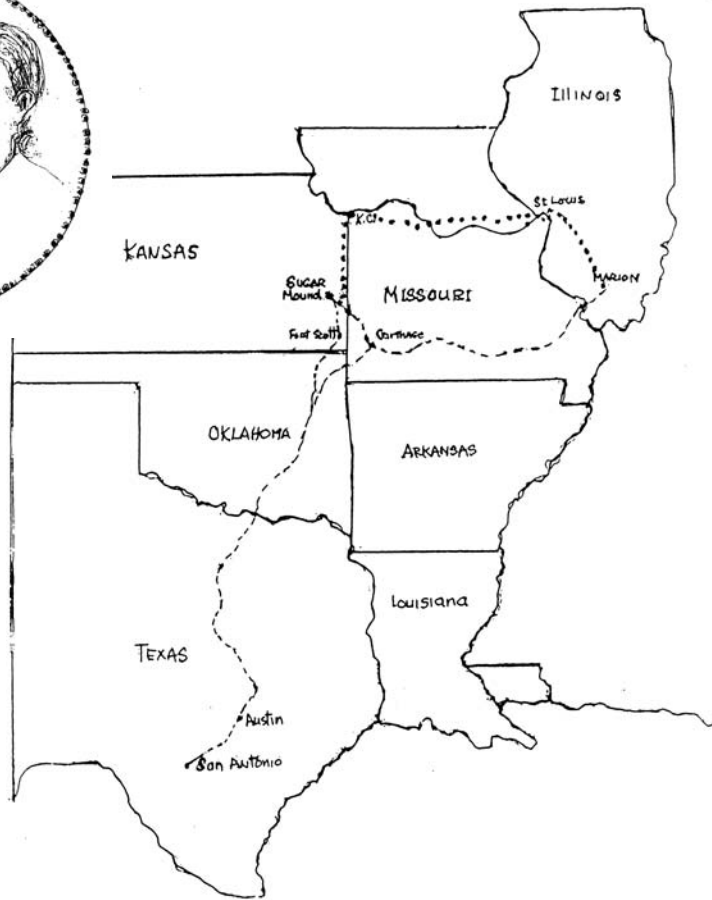 ILLINOIS
St Louis
K.C.
KANSAS
SUGAR
Mound
MISSOURI
MARION
Fort Scott
Carthage
OKLAHOMA
ARKANSAS
Louisiana
TEXAS
Austin
San Antonio